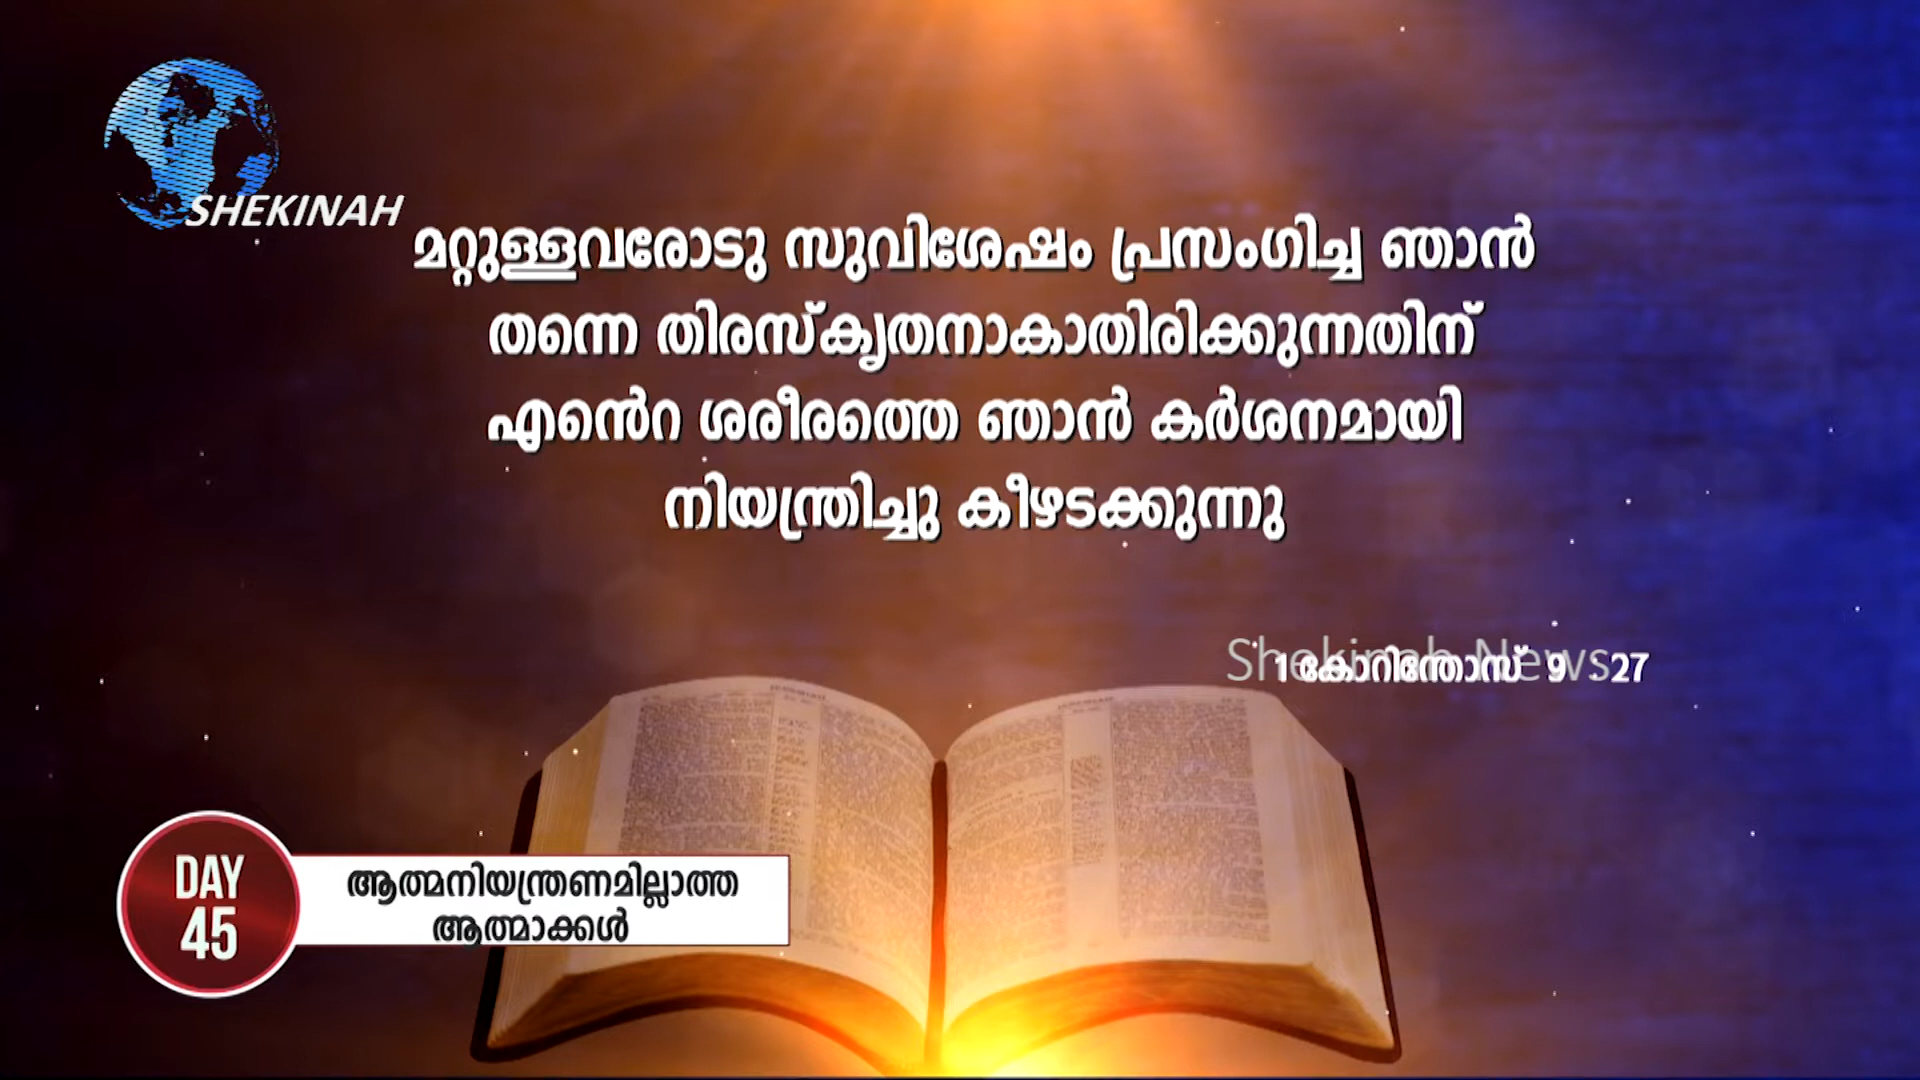 SHEKINAH
മറ്റുള്ളവരോടു സുവിശേഷം പ്രസംഗിച്ച ഞാൻ
തന്നെ തിരസ്കൃതനാകാതിരിക്കുന്നതിന്
എന്റെ ശരീരത്തെ ഞാൻ കർശനമായി
നിയന്ത്രിച്ചു കീഴടക്കുന്നു
Shekinah News
1 കോറിന്തോസ് 9 : 27
DAY
45
ആത്മനിയന്ത്രണമില്ലാത്ത
ആത്മാക്കൾ